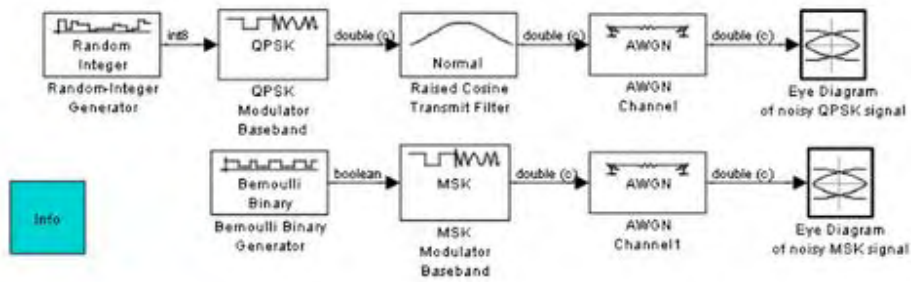 Random
Integer
int8
QPSK
double (c)
Normal
double (c)
AWGN
double (c)
Random-Integer
Generator
QPSK
Modulator
Baseband
Raised Cosine
Transmit Filter
AWGN
Channel
Eye Diagram
of noisy QPSK signal
Bernoulli
Binary
boolean
MSK
double (c)
AWGN
double (c)
Info
Bernoulli Binary
Generator
MSK
Modulator
Baseband
AWGN
Channel1
Eye Diagram
of noisy MSK signal